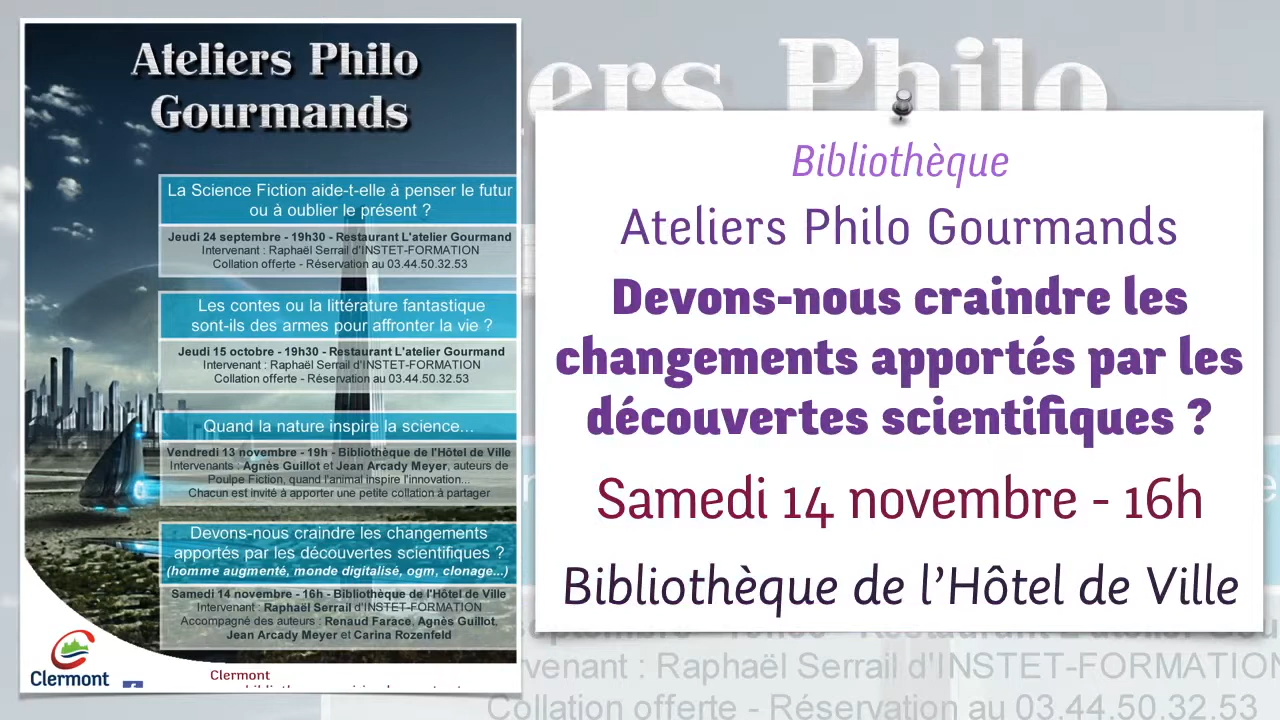 Ateliers Philo
Gourmands
La Science Fiction aide-t-elle à penser le futur
ou à oublier le présent ?
Jeudi 24 septembre - 19h30 - Restaurant L'atelier Gourmand
Intervenant : Raphaël Serrail d'INSTET-FORMATION
Collation offerte - Réservation au 03.44.50.32.53
Les contes ou la littérature fantastique
sont-ils des armes pour affronter la vie ?
Jeudi 15 octobre - 19h30 - Restaurant L'atelier Gourmand
Intervenant : Raphaël Serrail d'INSTET-FORMATION
Collation offerte - Réservation au 03.44.50.32.53
Quand la nature inspire la science...
Vendredi 13 novembre - 19h - Bibliothèque de l'Hôtel de Ville
Intervenants : Agnès Guillot et Jean Arcady Meyer, auteurs de
Poulpe Fiction, quand l'animal inspire l'innovation...
Chacun est invité à apporter une petite collation à partager
Devons-nous craindre les changements
apportés par les découvertes scientifiques ?
(homme augmenté, monde digitalisé, ogm, clonage...)
Samedi 14 novembre - 16h - Bibliothèque de l'Hôtel de Ville
Intervenant : Raphaël Serrail d'INSTET-FORMATION
Accompagné des auteurs : Renaud Farace, Agnès Guillot,
Jean Arcady Meyer et Carina Rozenfeld
Clermont
Clermont
iers Philo
Bibliothèque
Ateliers Philo Gourmands
Devons-nous craindre les
changements apportés par les
découvertes scientifiques ?
Samedi 14 novembre - 16h
Bibliothèque de l'Hôtel de Ville
venant : Raphaël Serrail d'INSTET-FORMATION
Collation offerte - Réservation au 03.44.50.32.53